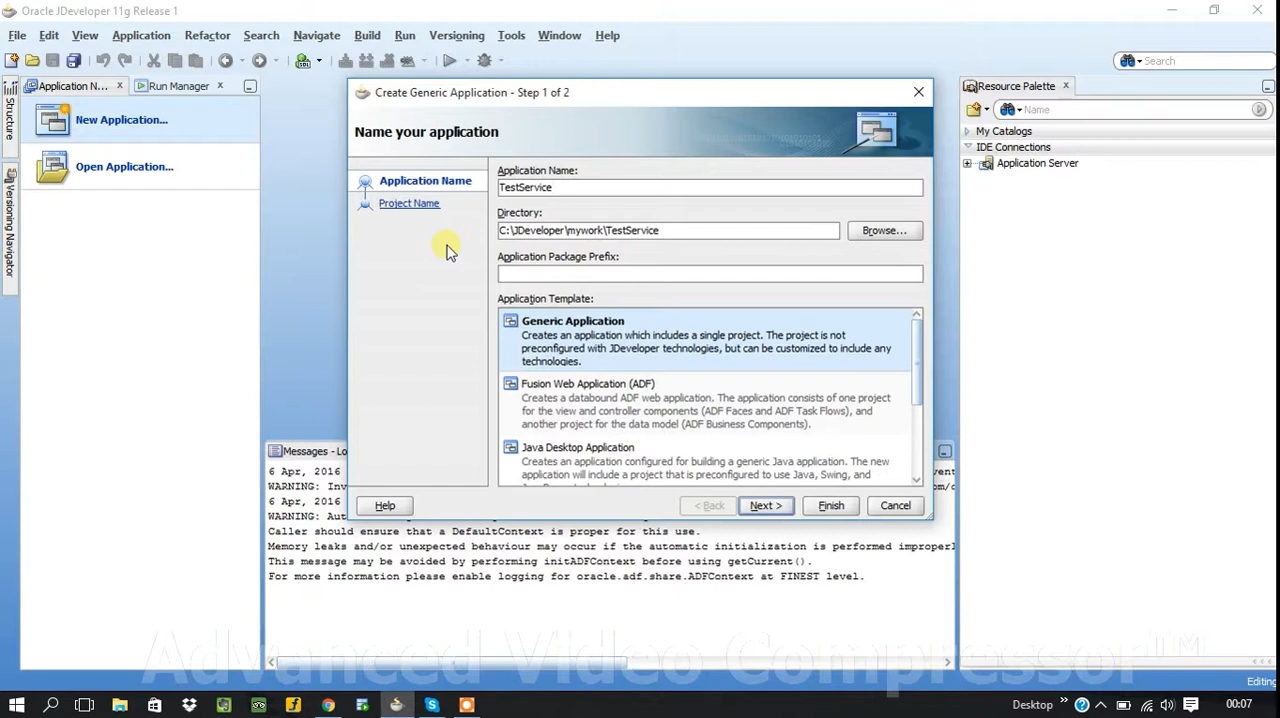 Oracle JDeveloper 11g Release 1
File Edit View Application Refactor Search Navigate Build Run Versioning Tools Window Help
Search
Application N...
Run Manager
Structure
Versioning Navigator
New Application...
Open Application...
Create Generic Application - Step 1 of 2
Name your application
Application Name
Project Name
Application Name:
TestService
Directory:
C:\JDeveloper\mywork\TestService
Browse...
Application Package Prefix:
Application Template:
Generic Application
Creates an application which includes a single project. The project is not
preconfigured with JDeveloper technologies, but can be customized to include any
technologies.
Fusion Web Application (ADF)
Creates a databound ADF web application. The application consists of one project
for the view and controller components (ADF Faces and ADF Task Flows), and
another project for the data model (ADF Business Components).
Java Desktop Application
Creates an application configured for building a generic Java application. The new
application will include a project that is preconfigured to use Java, Swing, and
Help
< Back
Next >
Finish
Cancel
Resource Palette
Name
My Catalogs
IDE Connections
Application Server
Messages - Lo
6 Apr, 2016
WARNING: Inv
6 Apr, 2016
WARNING: Aut
Caller should ensure that a DefaultContext is proper for this use.
Memory leaks and/or unexpected behaviour may occur if the automatic initialization is performed improperl
This message may be avoided by performing initADFContext before using getCurrent().
For more information please enable logging for oracle.adf.share.ADFContext at FINEST level.
Advanced Video Compressor™
Editing
Desktop
00:07